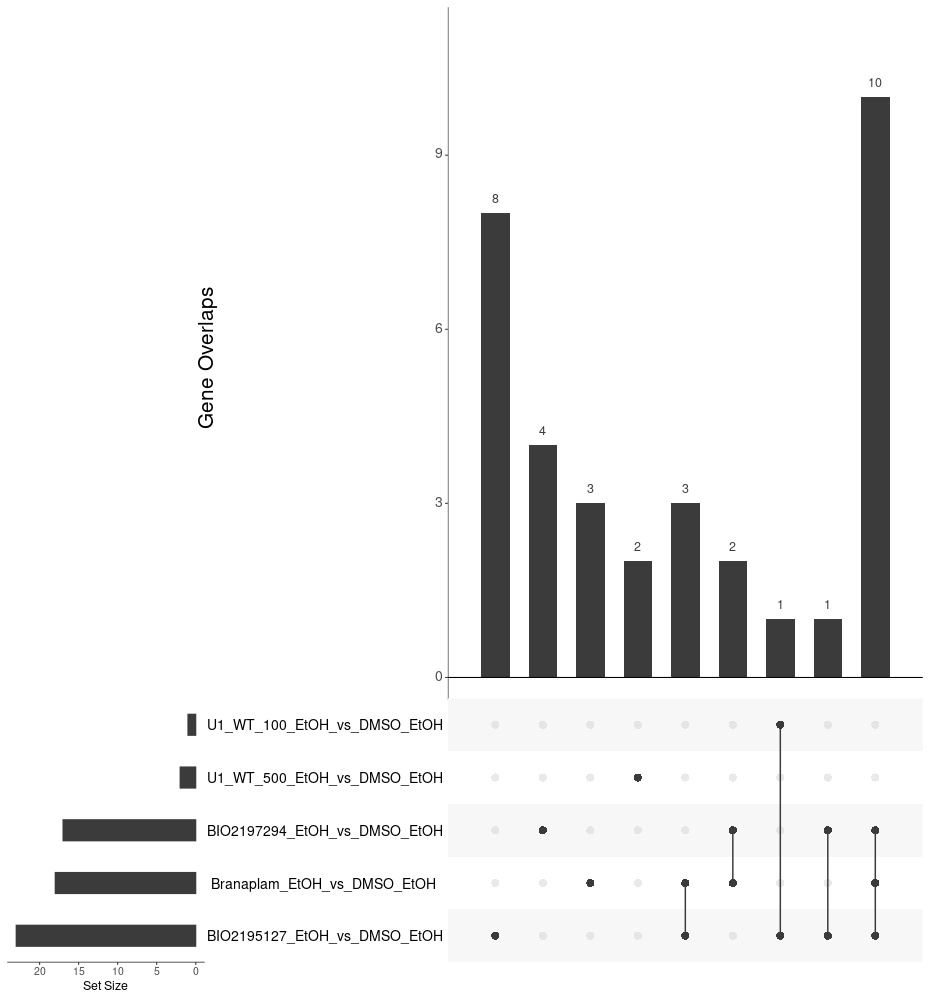 10
9
8
Gene Overlaps
6
4
3
3
3
2
2
1
1
0
U1_WT_100_EtOH_vs_DMSO_EtOH
U1_WT_500_EtOH_vs_DMSO_EtOH
BIO2197294_EtOH_vs_DMSO_EtOH
Branaplam_EtOH_vs_DMSO_EtOH
BIO2195127_EtOH_vs_DMSO_EtOH
20 15 10 5 0
Set Size